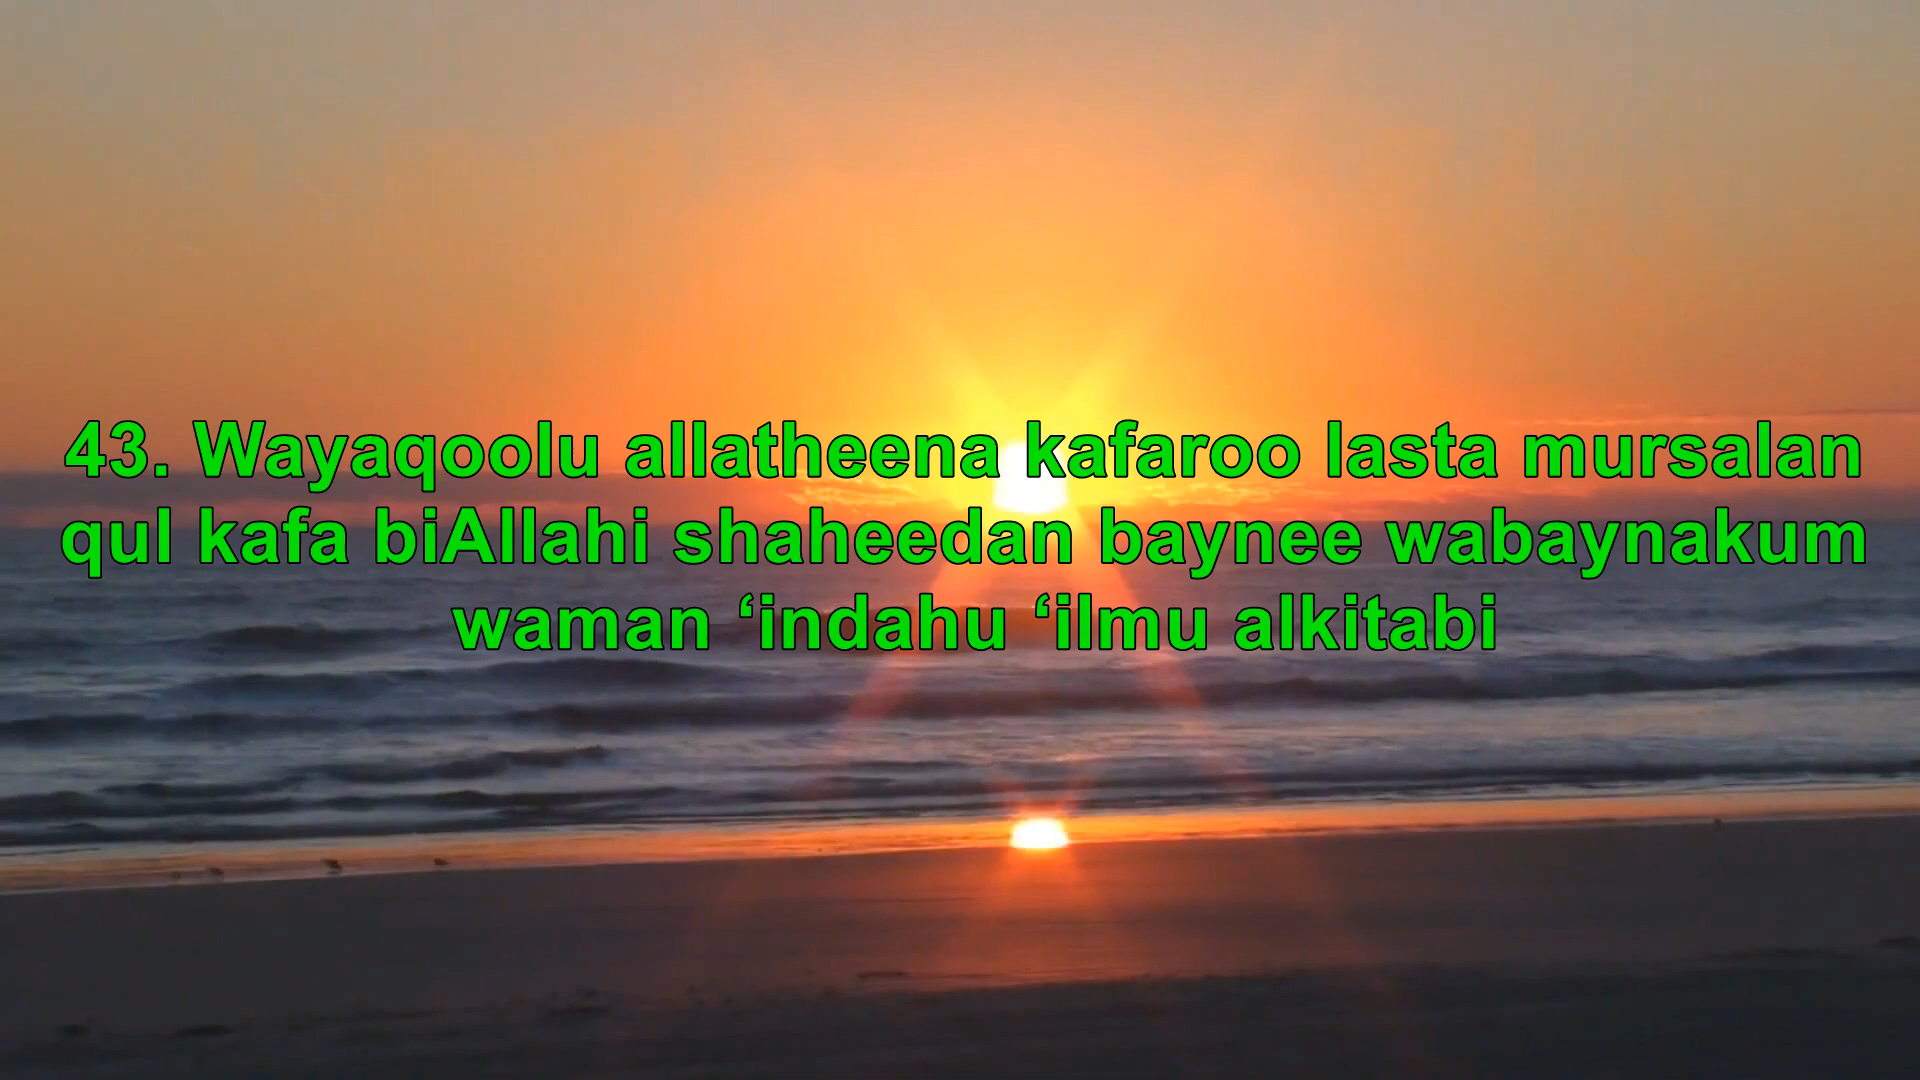 43. Wayaqoolu allatheena kafaroo lasta mursalan
qul kafa biAllahi shaheedan baynee wabaynakum
waman ‘indahu ‘ilmu alkitabi